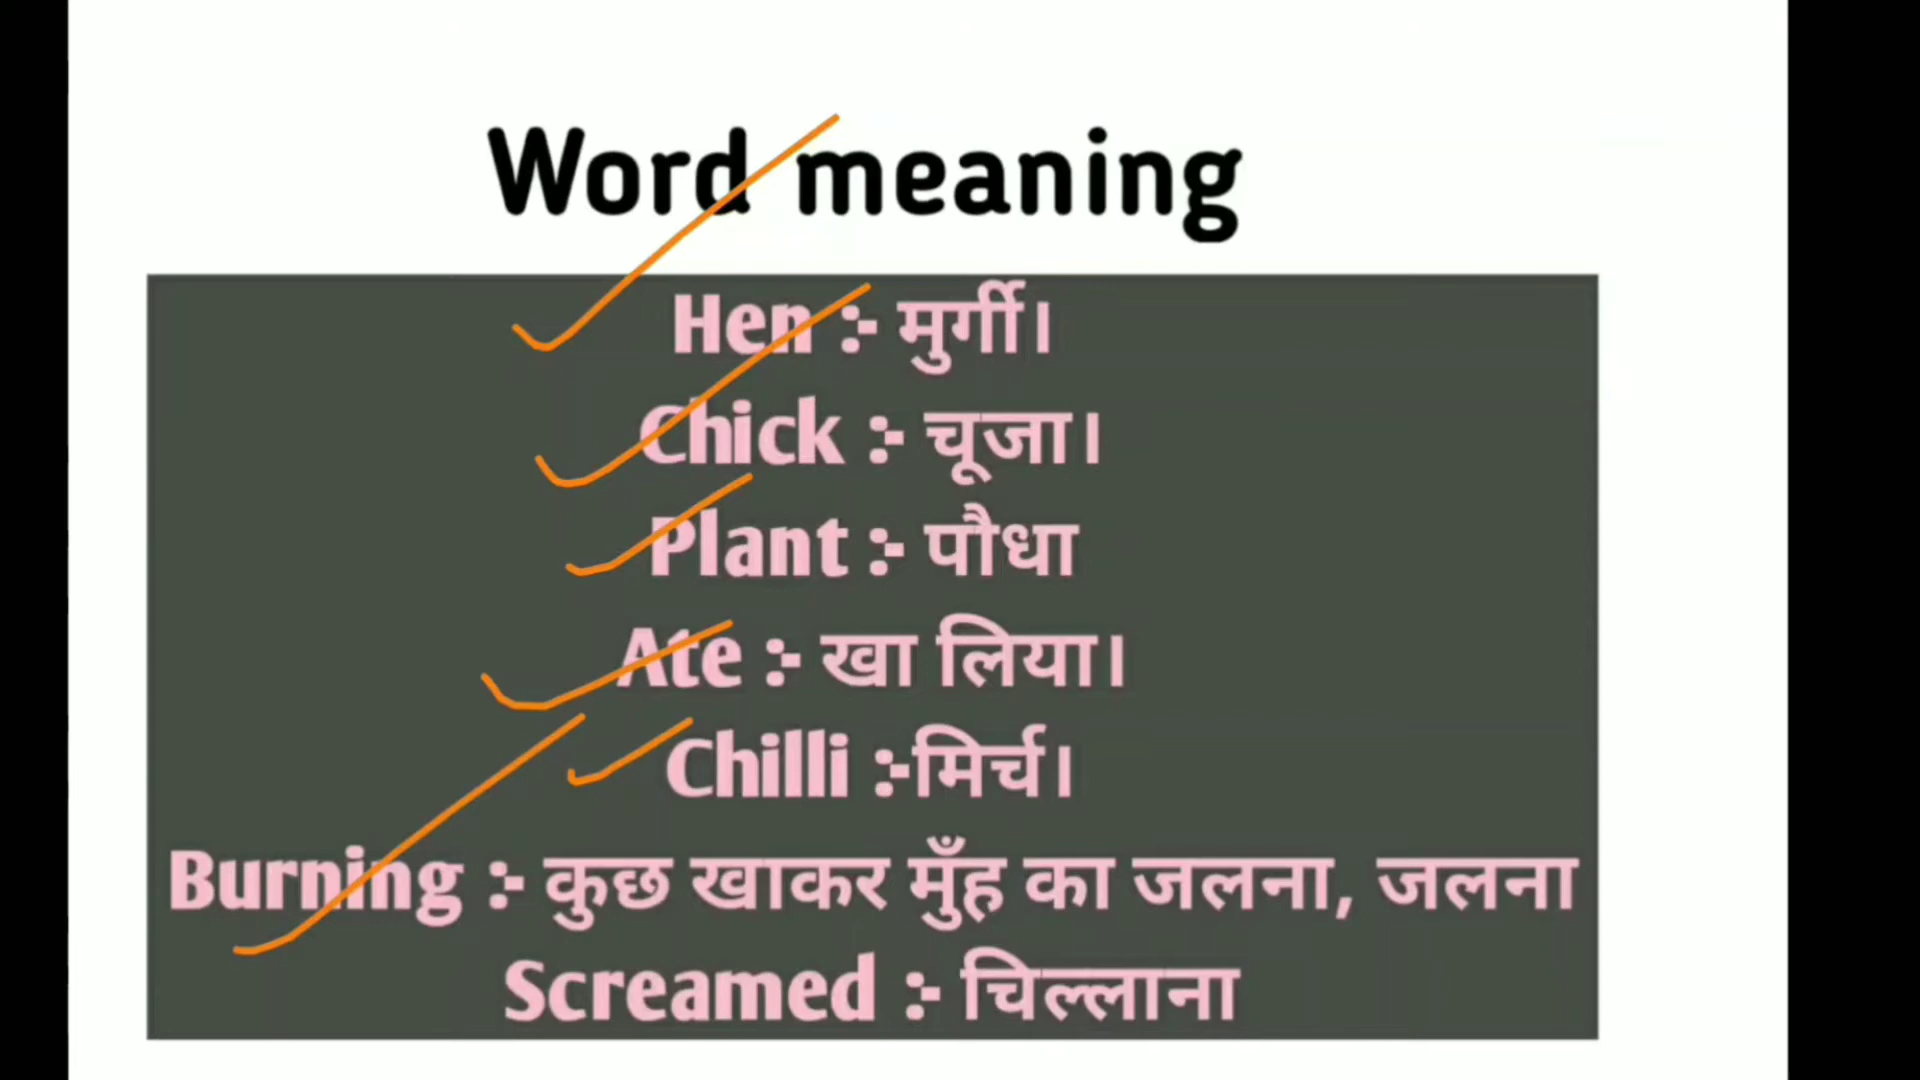 Word meaning
Hen :- मुर्गी।
Chick :- चूजा।
Plant :- पौधा
Ate :- खा लिया।
Chilli :-मिर्च।
Burning :- कुछ खाकर मुँह का जलना, जलना
Screamed :- चिल्लाना